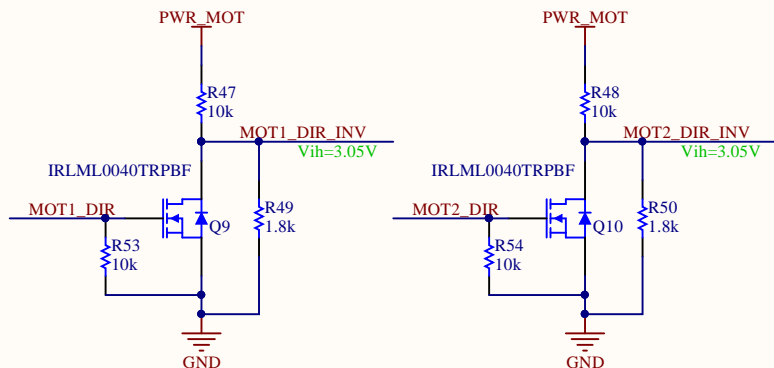 PWR_MOT
R47
10k
MOT1_DIR_INV
Vih=3.05V
IRLML0040TRPBF
MOT1_DIR
Q9
R49
1.8k
R53
10k
GND
PWR_MOT
R48
10k
MOT2_DIR_INV
Vih=3.05V
IRLML0040TRPBF
MOT2_DIR
Q10
R50
1.8k
R54
10k
GND